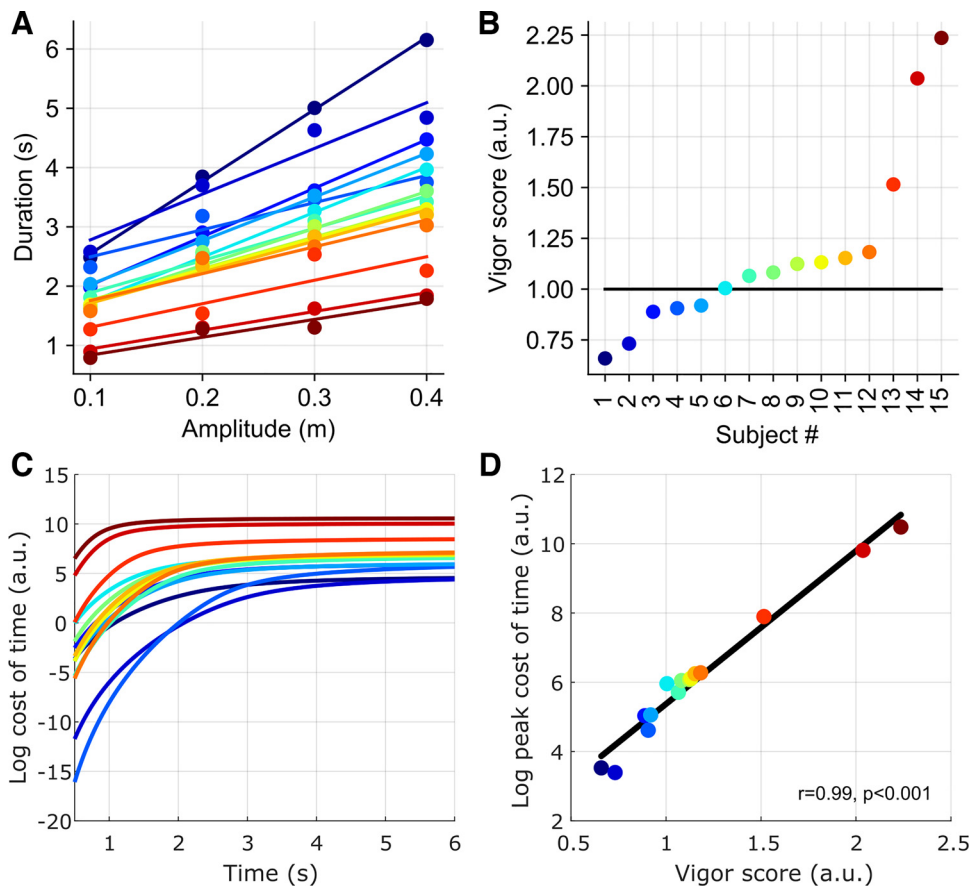 A
Duration (s)
6
5
4
3
2
1
0.1 0.2 0.3 0.4
Amplitude (m)
B
Vigor score (a.u.)
2.25
2.00
1.75
1.50
1.25
1.00
0.75
1 2 3 4 5 6 7 8 9 10 11 12 13 14 15
Subject #
C
Log cost of time (a.u.)
15
10
5
0
-5
-10
-15
-20
1 2 3 4 5 6
Time (s)
D
Log peak cost of time (a.u.)
12
10
8
6
4
2
r=0.99, p<0.001
0.5 1 1.5 2 2.5
Vigor score (a.u.)